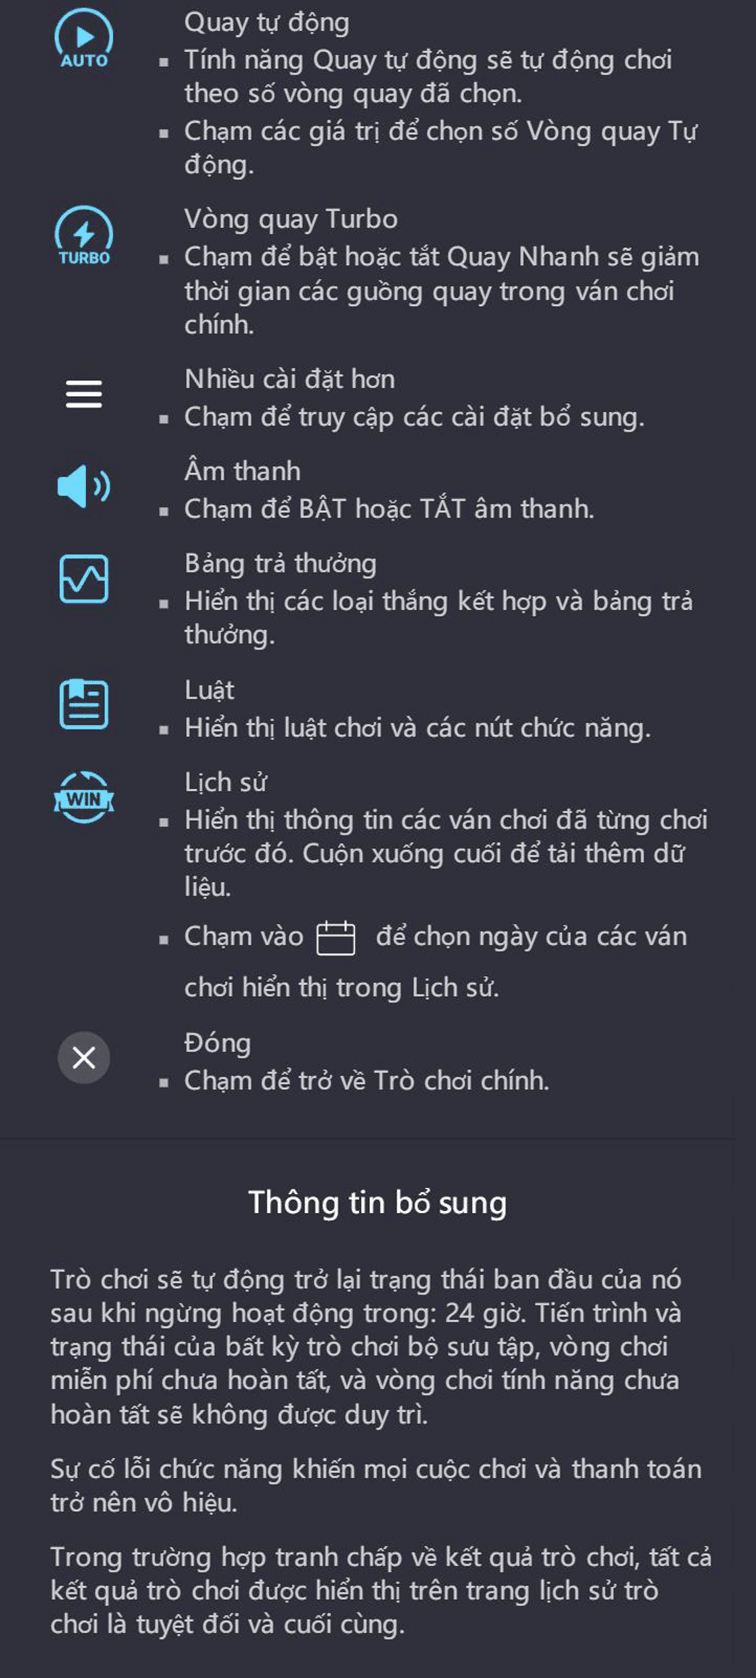 Quay tự động
AUTO
▪ Tính năng Quay tự động sẽ tự động chơi
theo số vòng quay đã chọn.
▪ Chạm các giá trị để chọn số Vòng quay Tự
động.
Vòng quay Turbo
TURBO
▪ Chạm để bật hoặc tắt Quay Nhanh sẽ giảm
thời gian các guồng quay trong ván chơi
chính.
Nhiều cài đặt hơn
▪ Chạm để truy cập các cài đặt bổ sung.
Âm thanh
▪ Chạm để BẬT hoặc TẮT âm thanh.
Bảng trả thưởng
▪ Hiển thị các loại thắng kết hợp và bảng trả
thưởng.
Luật
▪ Hiển thị luật chơi và các nút chức năng.
Lịch sử
WIN
▪ Hiển thị thông tin các ván chơi đã từng chơi
trước đó. Cuộn xuống cuối để tải thêm dữ
liệu.
▪ Chạm vào để chọn ngày của các ván
chơi hiển thị trong Lịch sử.
Đóng
▪ Chạm để trở về Trò chơi chính.
Thông tin bổ sung
Trò chơi sẽ tự động trở lại trạng thái ban đầu của nó
sau khi ngừng hoạt động trong: 24 giờ. Tiến trình và
trạng thái của bất kỳ trò chơi bộ sưu tập, vòng chơi
miễn phí chưa hoàn tất, và vòng chơi tính năng chưa
hoàn tất sẽ không được duy trì.
Sự cố lỗi chức năng khiến mọi cuộc chơi và thanh toán
trở nên vô hiệu.
Trong trường hợp tranh chấp về kết quả trò chơi, tất cả
kết quả trò chơi được hiển thị trên trang lịch sử trò
chơi là tuyệt đối và cuối cùng.